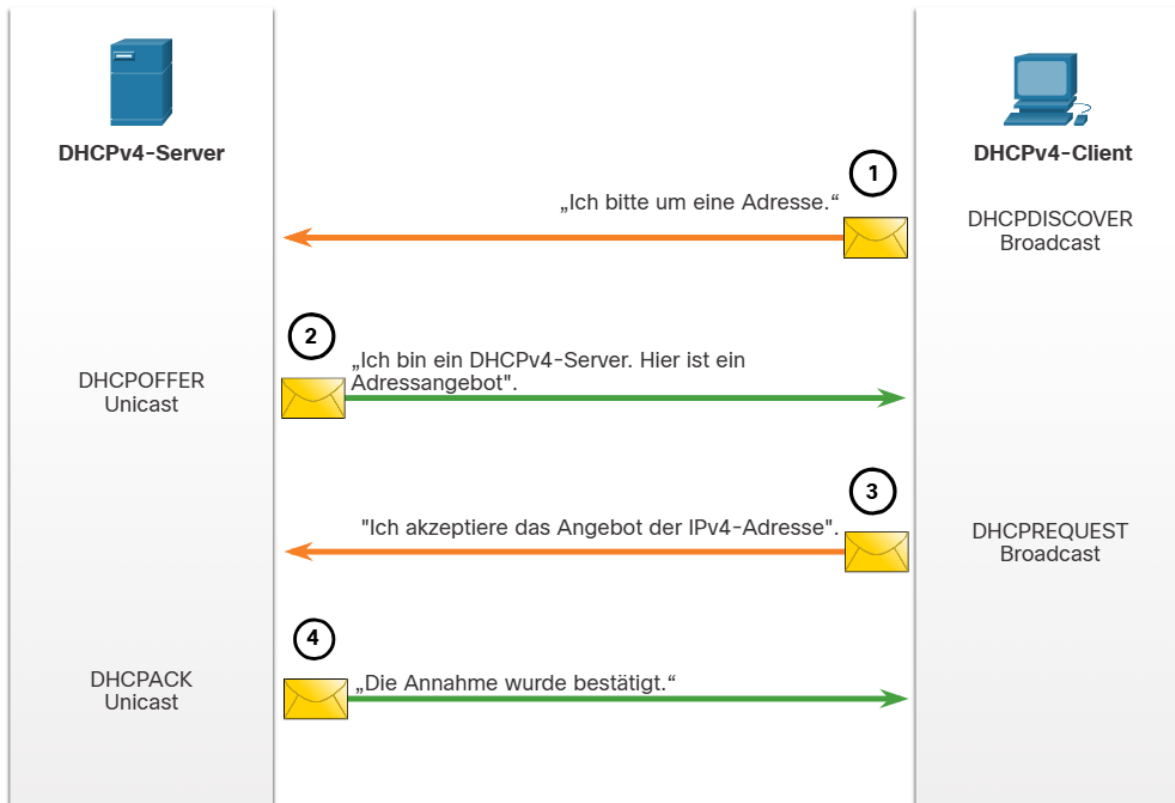 DHCPv4-Server
DHCPv4-Client
1
„Ich bitte um eine Adresse.“
DHCPDISCOVER
Broadcast
2
„Ich bin ein DHCPv4-Server. Hier ist ein
Adressangebot".
DHCPOFFER
Unicast
3
"Ich akzeptiere das Angebot der IPv4-Adresse".
DHCPREQUEST
Broadcast
4
DHCPACK
Unicast
„Die Annahme wurde bestätigt.“